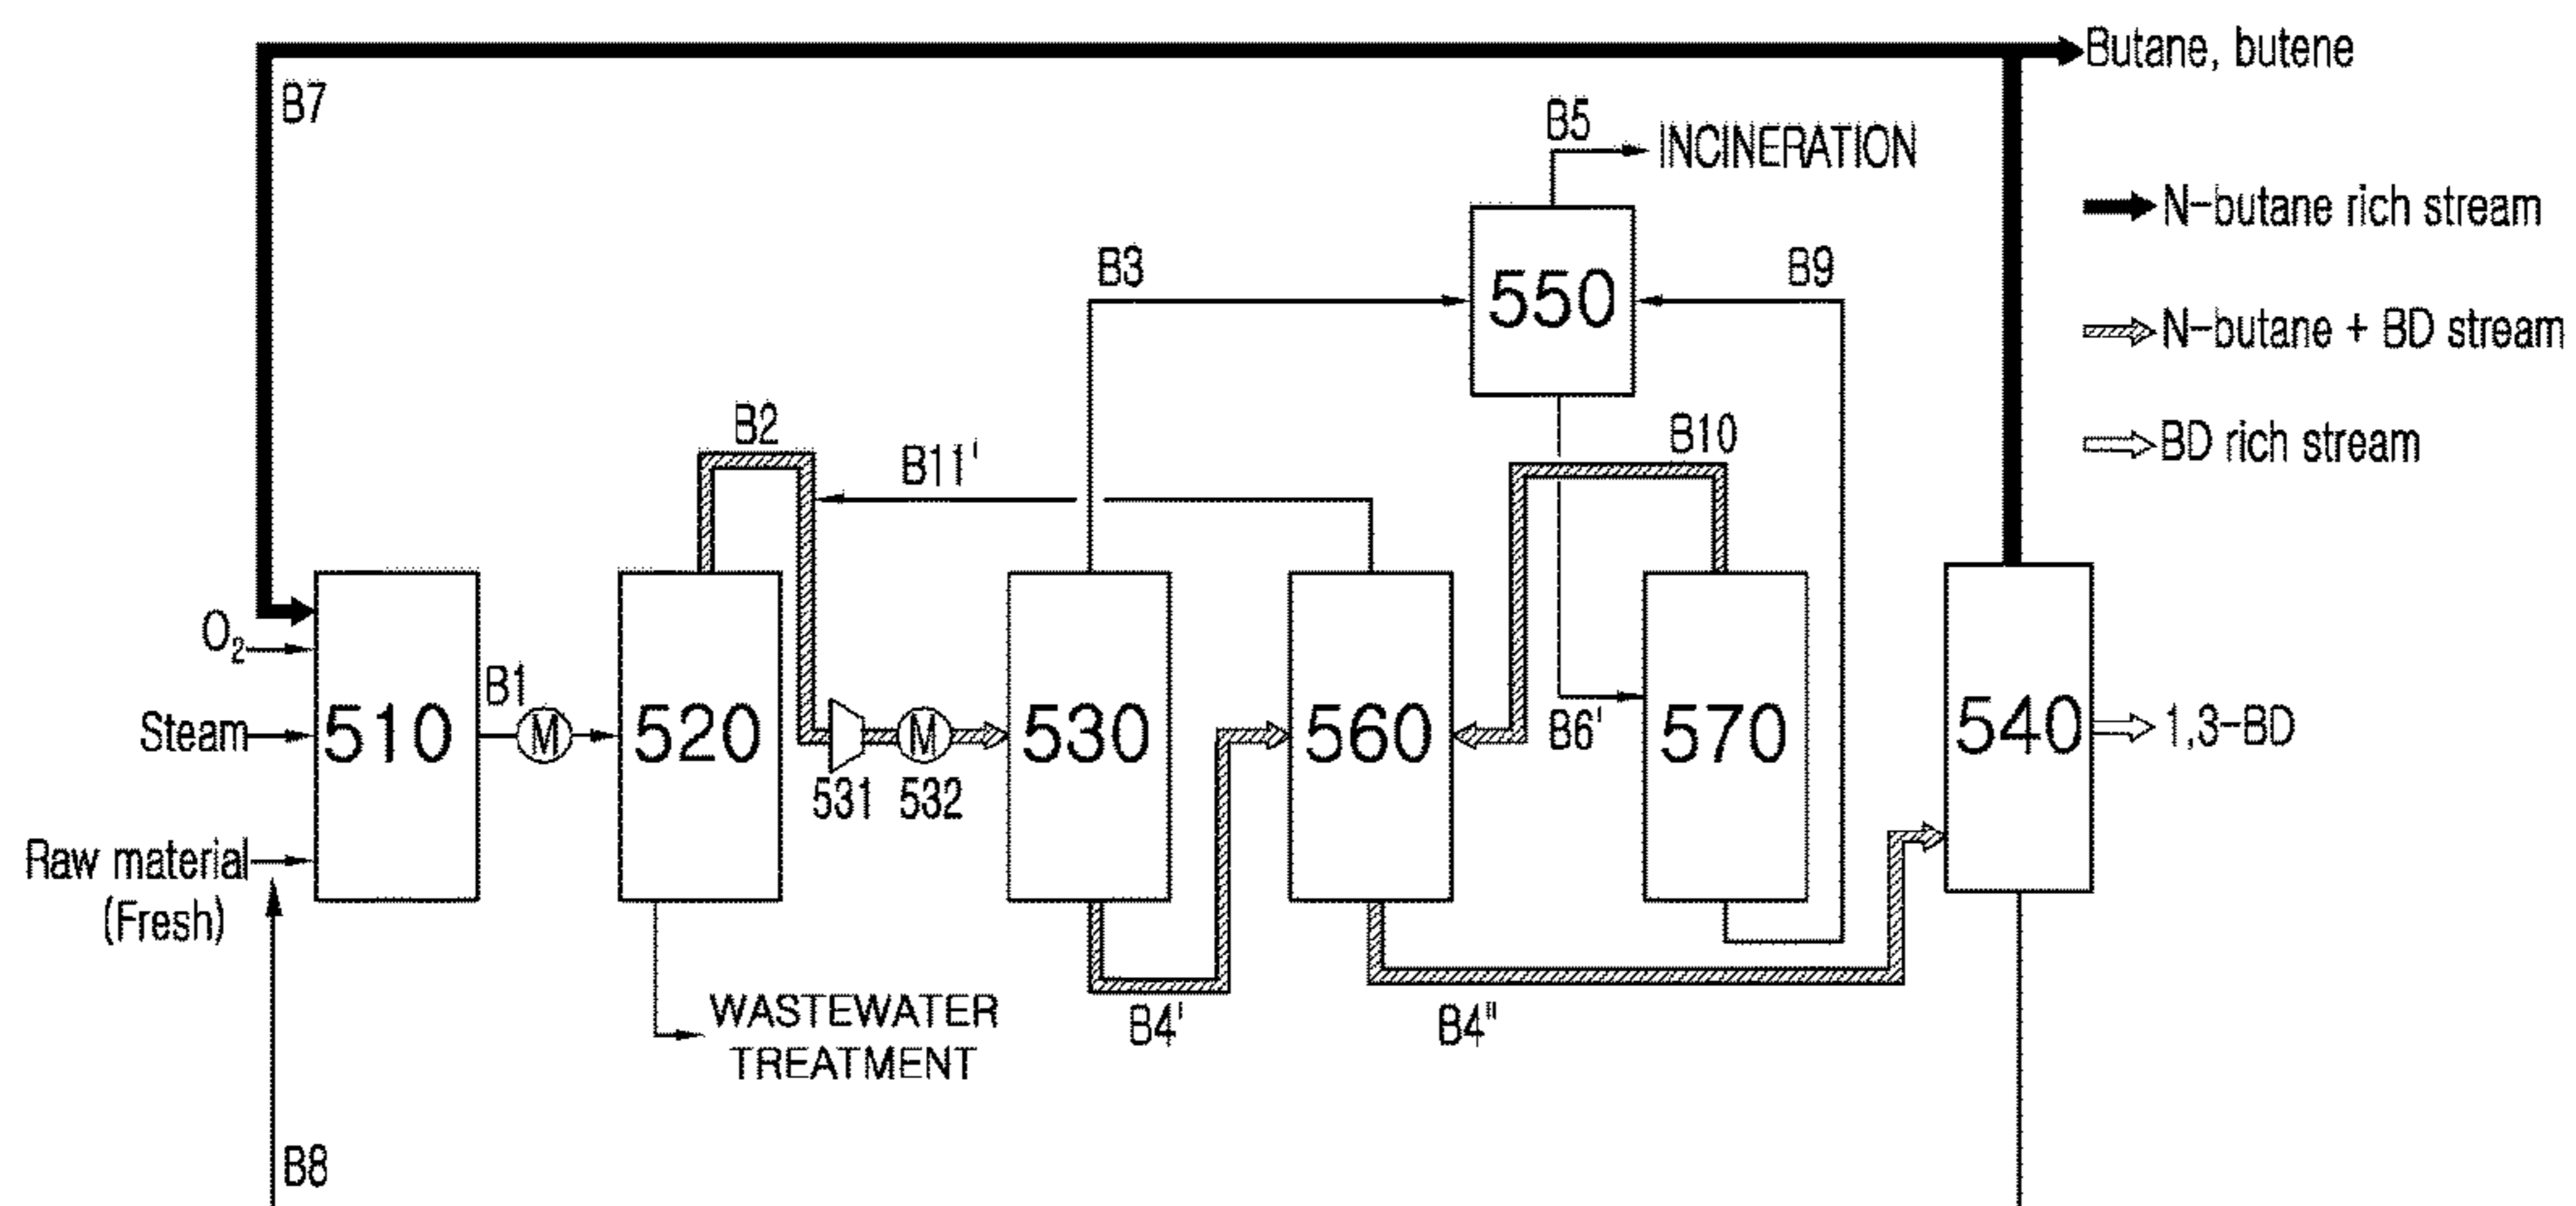 Butane, butene
B7
B5
INCINERATION
N-butane rich stream
B3
550
B9
N-butane + BD stream
B2
B11'
B10
BD rich stream
O2
Steam
Raw material
(Fresh)
510
B1
M
520
531
M
532
530
560
B6'
570
540
1,3-BD
WASTEWATER
TREATMENT
B4'
B4"
B8